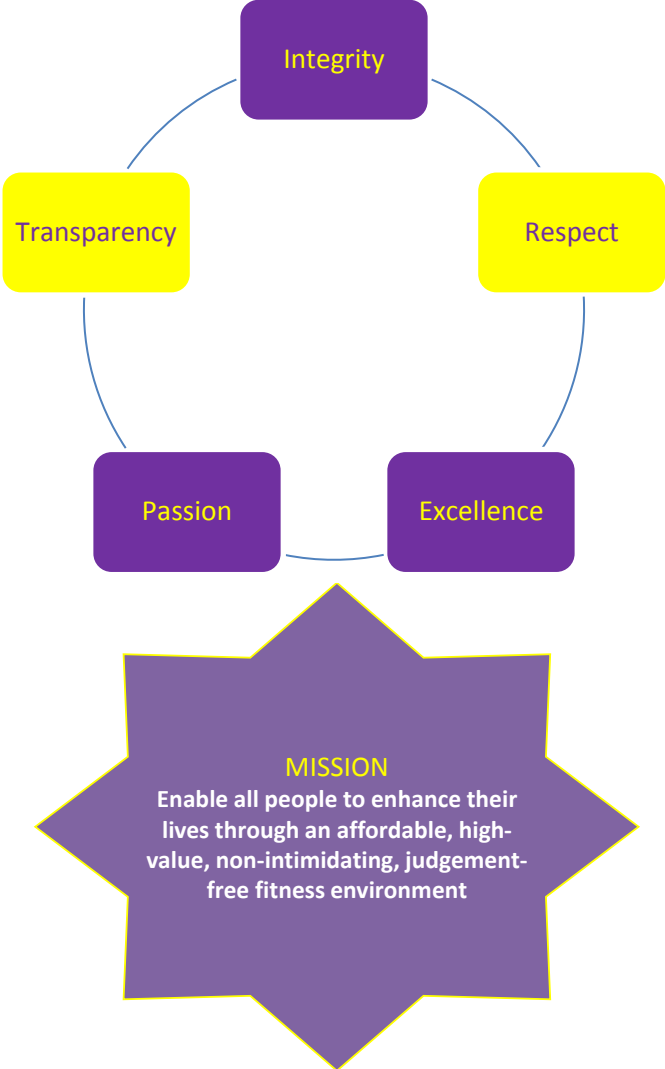 Integrity
Transparency
Respect
Passion
Excellence
MISSION
Enable all people to enhance their
lives through an affordable, high-
value, non-intimidating, judgement-
free fitness environment